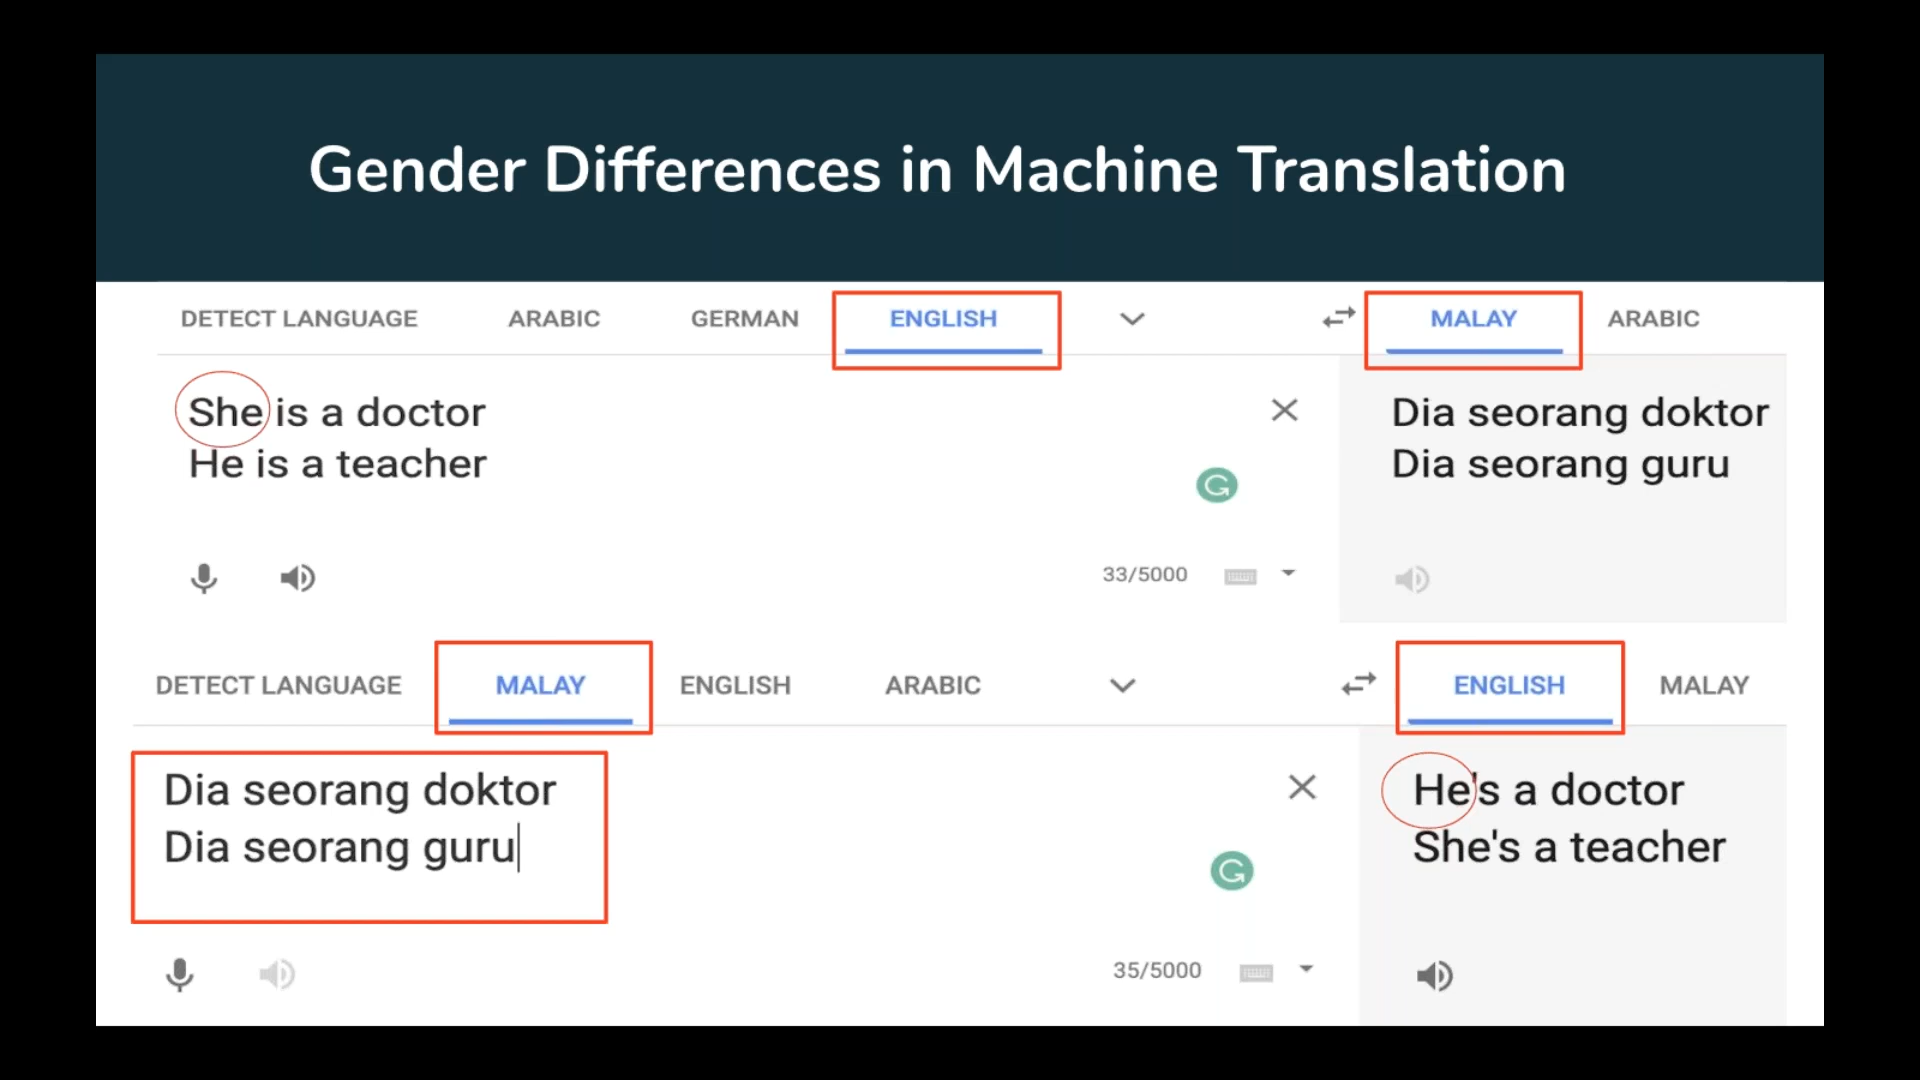 Gender Differences in Machine Translation
DETECT LANGUAGE ARABIC GERMAN ENGLISH MALAY ARABIC
She is a doctor
He is a teacher
Dia seorang doktor
Dia seorang guru
33/5000
DETECT LANGUAGE MALAY ENGLISH ARABIC ENGLISH MALAY
Dia seorang doktor
Dia seorang guru
He's a doctor
She's a teacher
35/5000